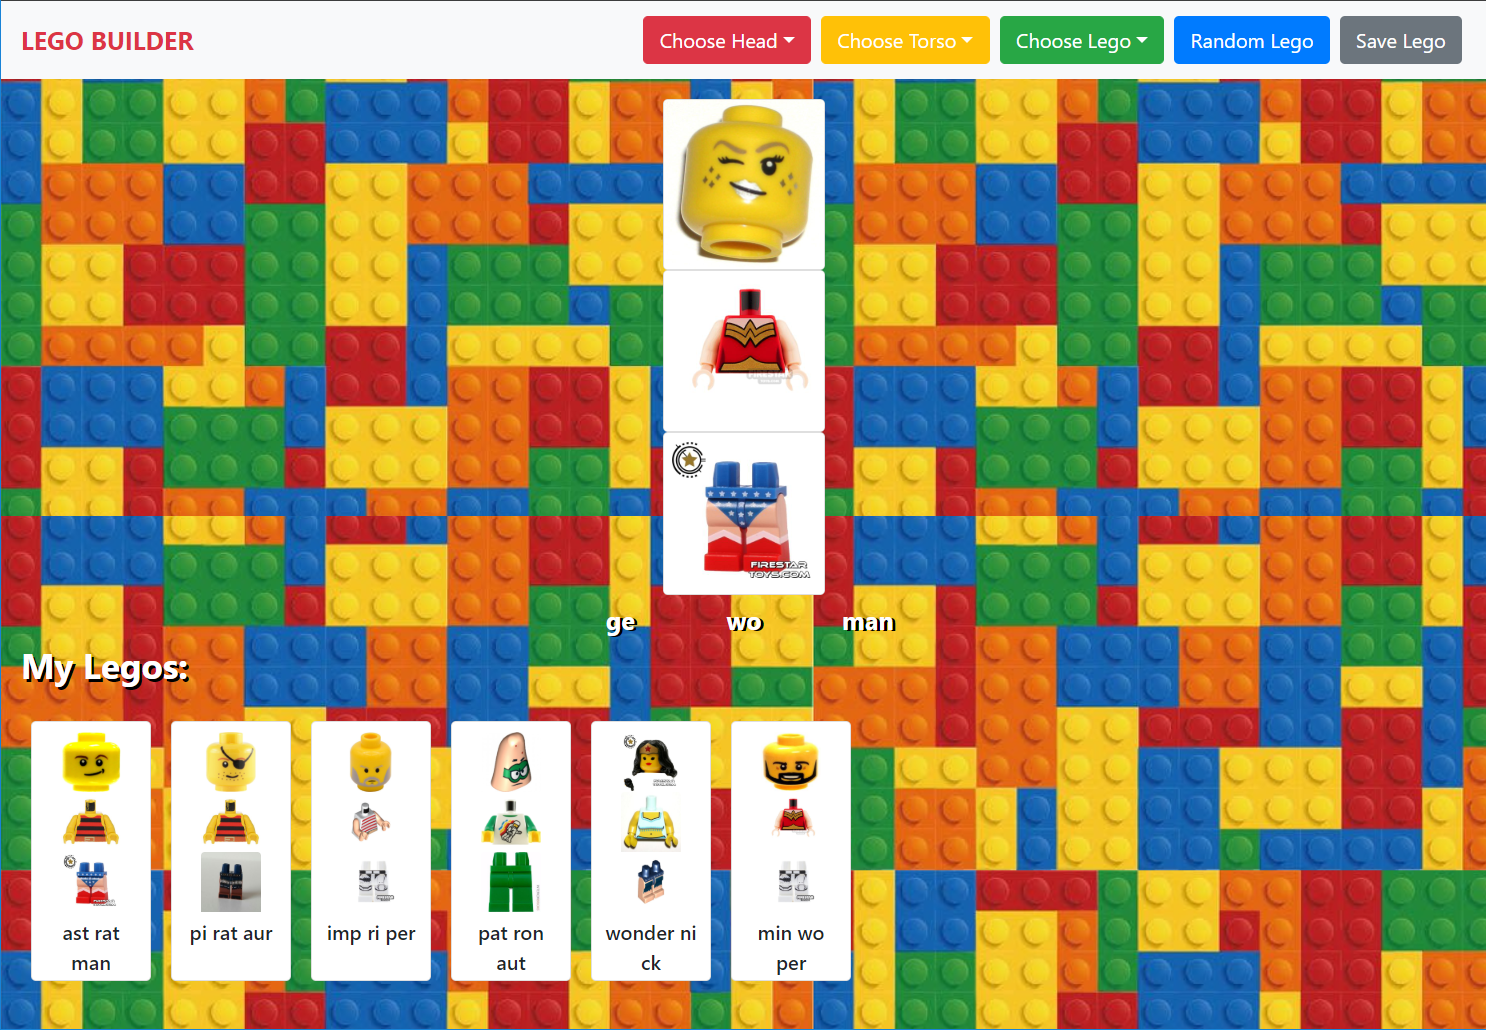 LEGO BUILDER
Choose Head
Choose Torso
Choose Lego
Random Lego
Save Lego
FIRESTAR
TOYS.COM
ge wo man
My Legos:
ast rat
man
pi rat aur
imp ri per
pat ron
aut
wonder ni
ck
min wo
per